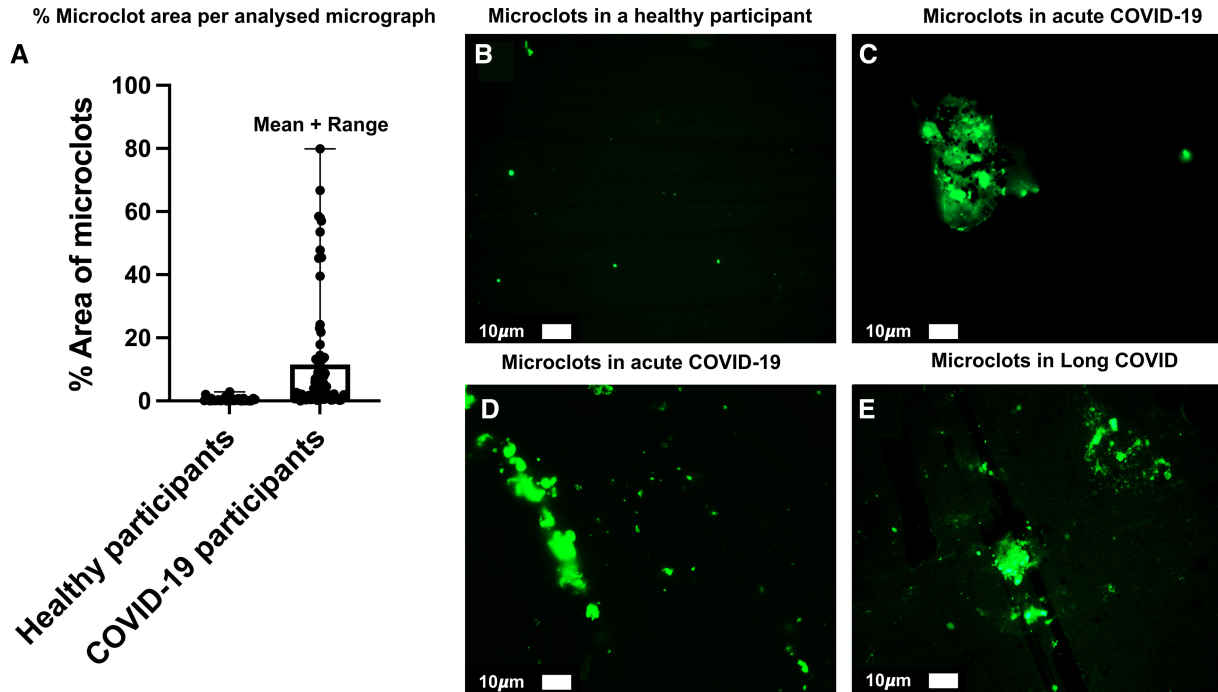 % Microclot area per analysed micrograph
A
100
80
60
40
20
0
% Area of microclots
Mean + Range
Healthy participants
COVID-19 participants
Microclots in a healthy participant
B
10µm
Microclots in acute COVID-19
C
10µm
Microclots in acute COVID-19
D
10µm
Microclots in Long COVID
E
10µm